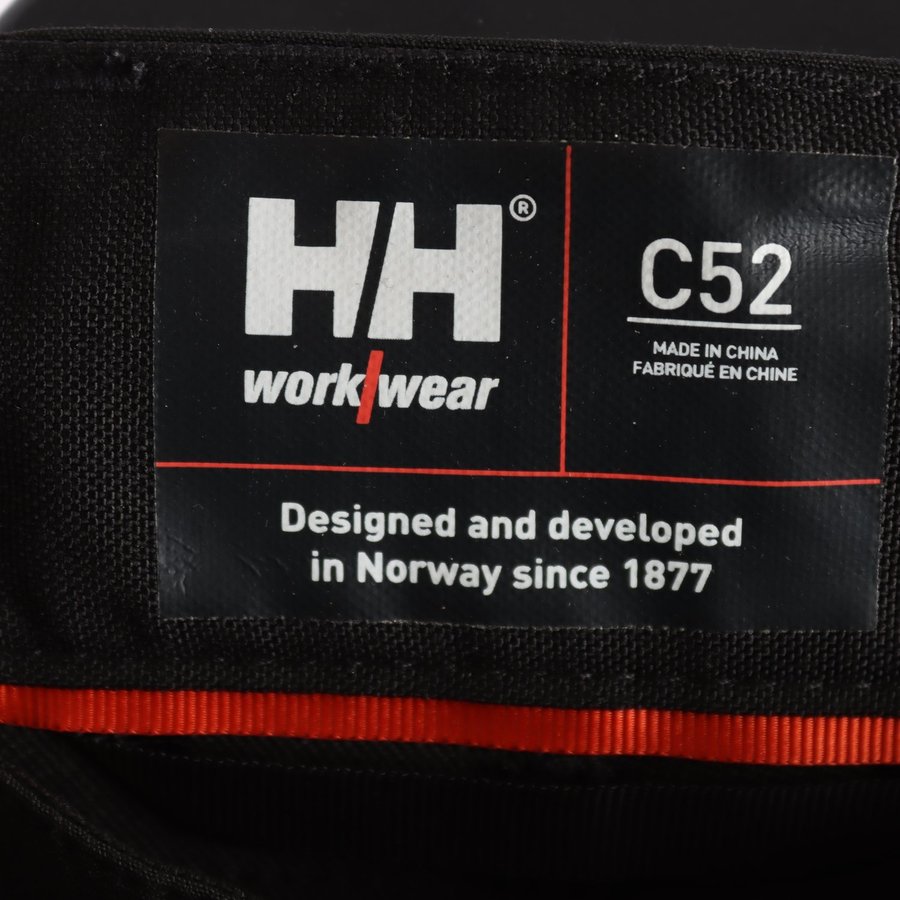 HH®
work/wear
C52
MADE IN CHINA
FABRIQUÉ EN CHINE
Designed and developed
in Norway since 1877